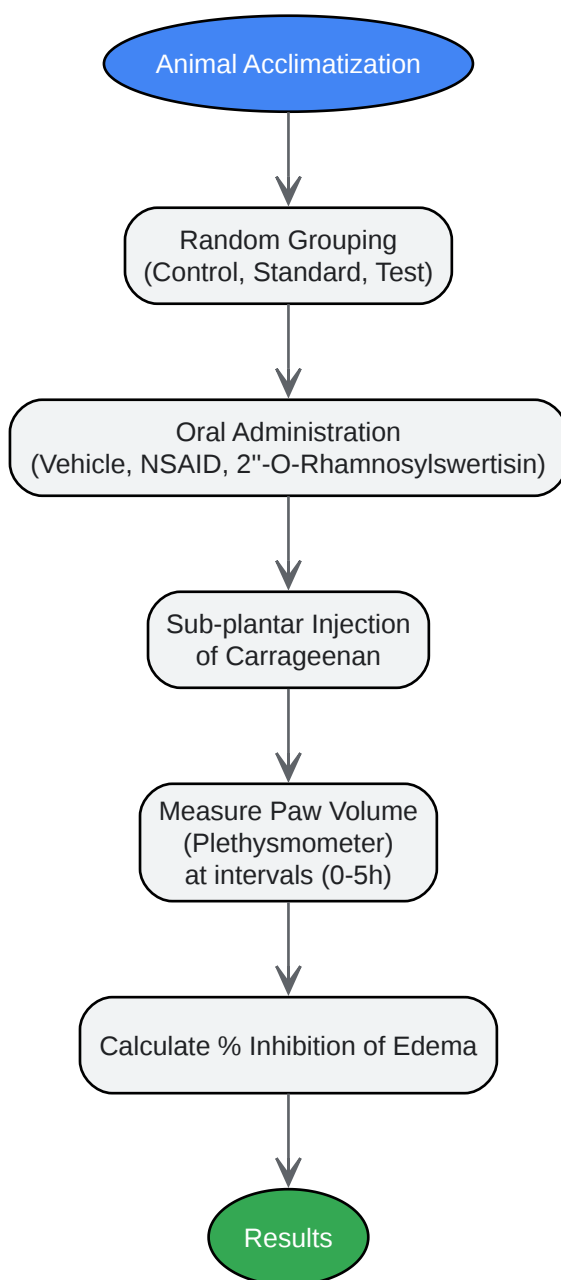 Animal Acclimatization
Random Grouping
(Control, Standard, Test)
Oral Administration
(Vehicle, NSAID, 2''-O-Rhamnosylswertisin)
Sub-plantar Injection
of Carrageenan
Measure Paw Volume
(Plethysmometer)
at intervals (0-5h)
Calculate % Inhibition of Edema
Results